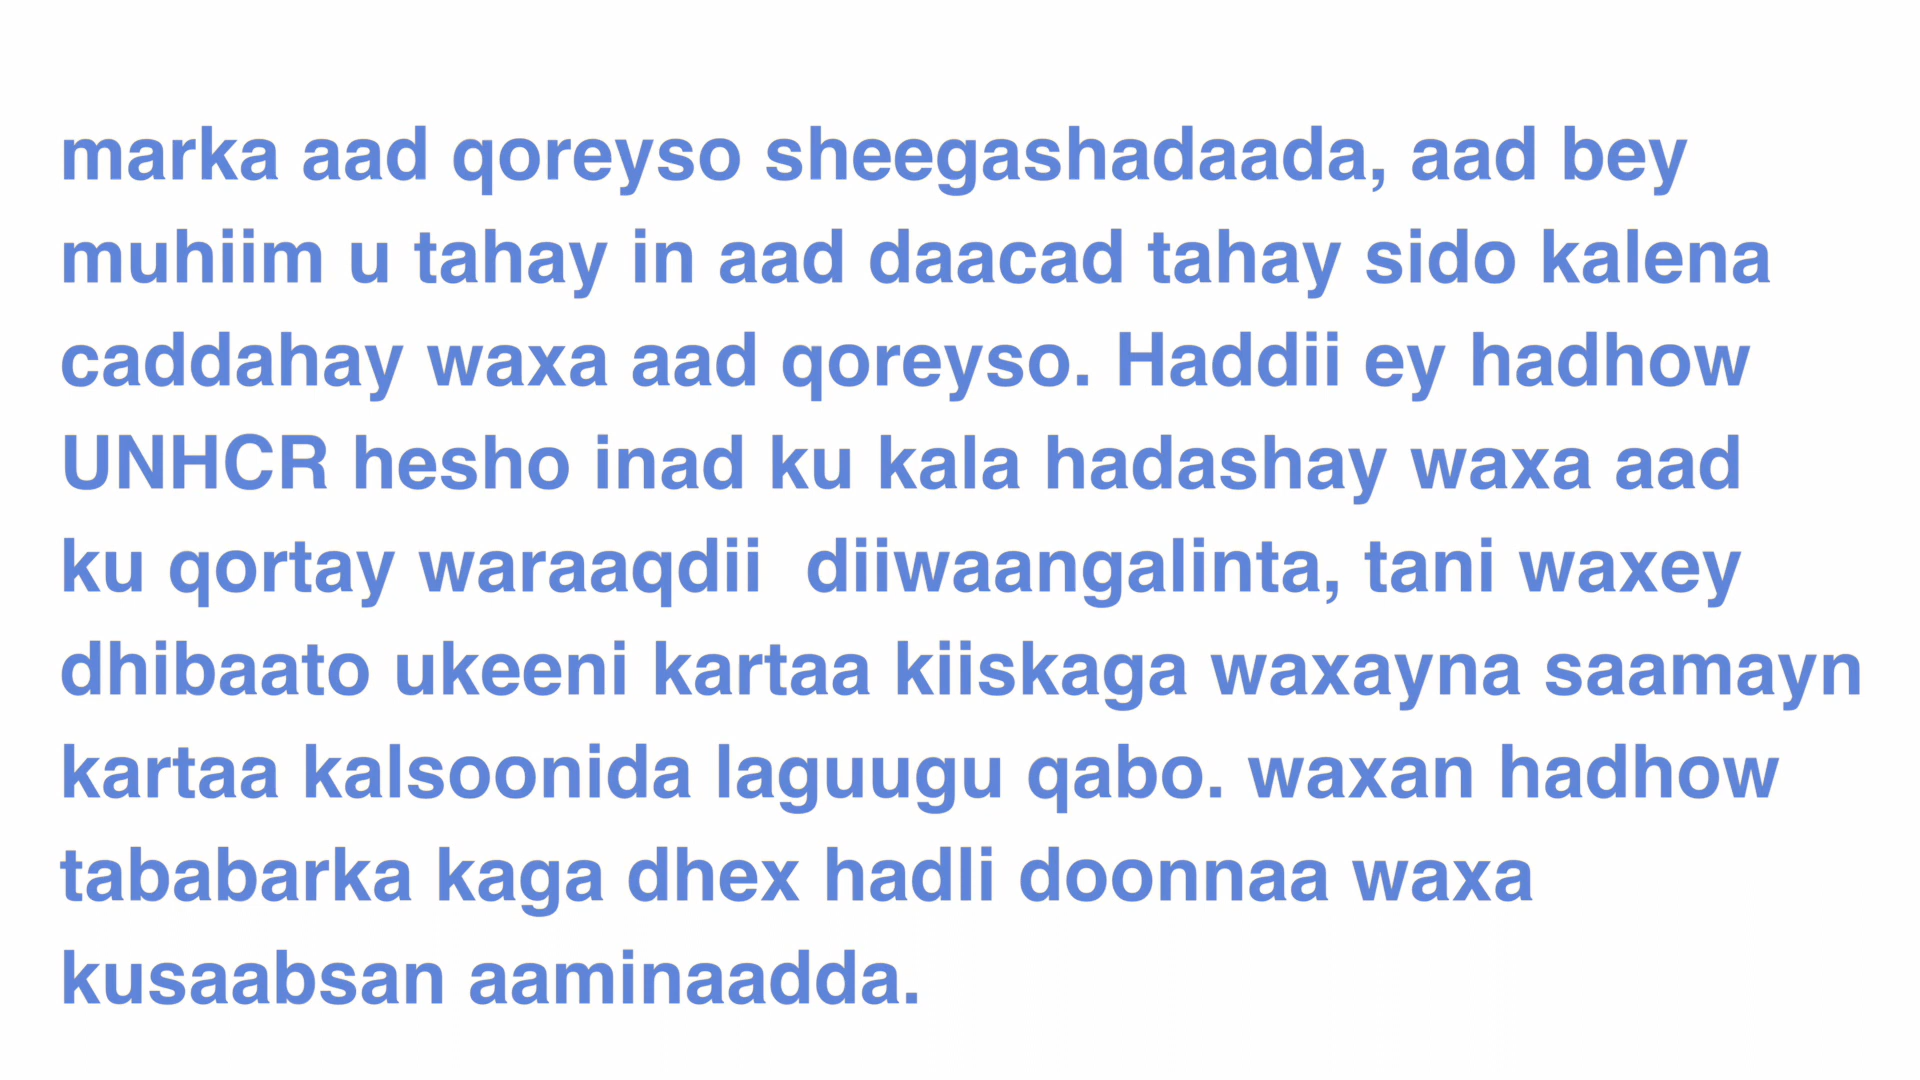 marka aad qoreyso sheegashadaada, aad bey
muhiim u tahay in aad daacad tahay sido kalena
caddahay waxa aad qoreyso. Haddii ey hadhow
UNHCR hesho inad ku kala hadashay waxa aad
ku qortay waraaqdii  diiwaangalinta, tani waxey
dhibaato ukeeni kartaa kiiskaga waxayna saamayn
kartaa kalsoonida laguugu qabo. waxan hadhow
tababarka kaga dhex hadli doonnaa waxa
kusaabsan aaminaadda.